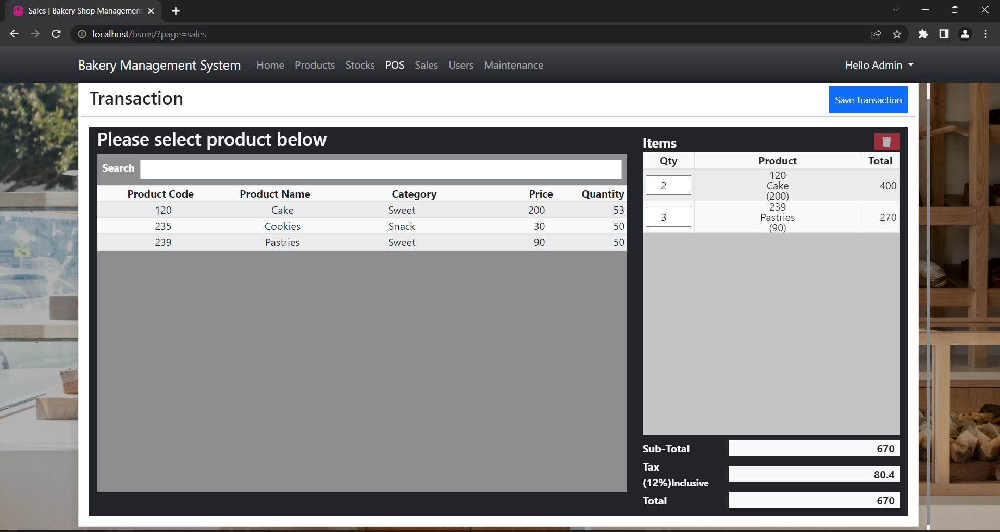 Sales | Bakery Shop Management
localhost/bsms/?page=sales
Bakery Management System Home Products Stocks POS Sales Users Maintenance Hello Admin
Transaction
Save Transaction
Please select product below
Search
Product Code Product Name Category Price Quantity
120 Cake Sweet 200 53
235 Cookies Snack 30 50
239 Pastries Sweet 90 50
Items
Qty Product Total
2 120 400
Cake
(200)
3 239 270
Pastries
(90)
Sub-Total 670
Tax
(12%)Inclusive 80.4
Total 670